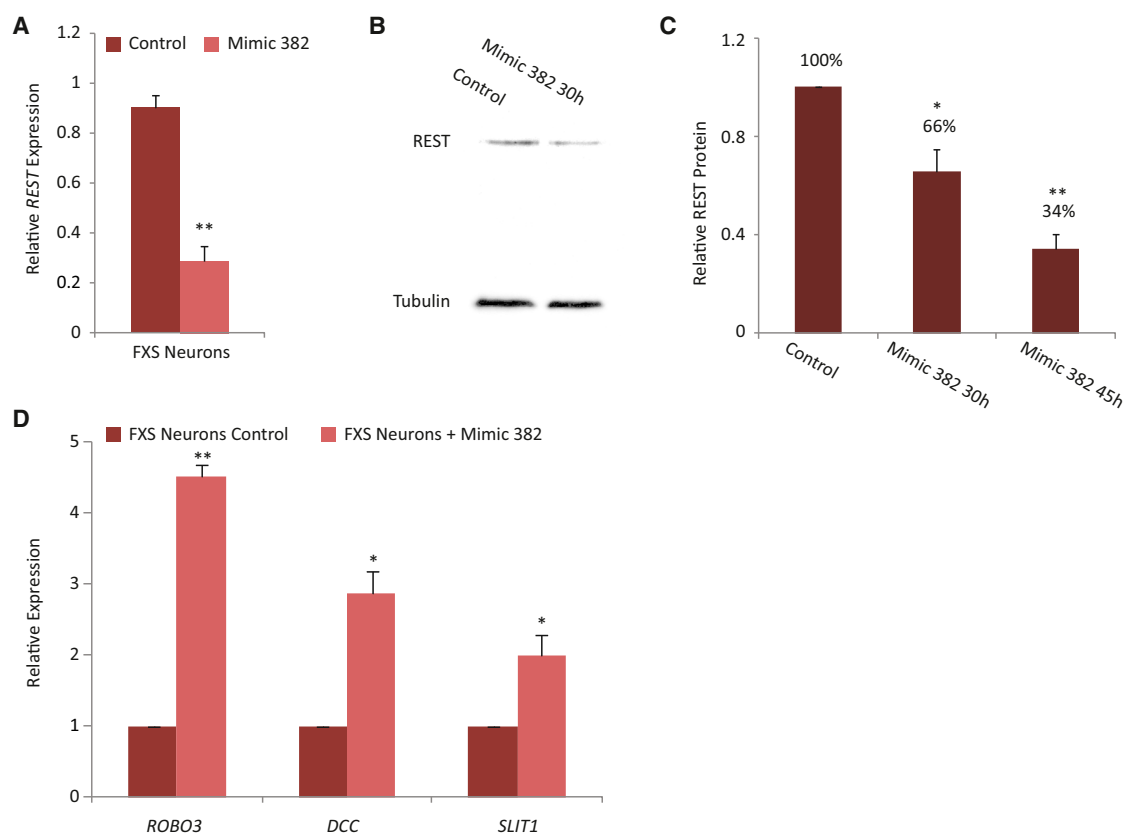 A
Control
Mimic 382
Relative REST Expression
1.2
1
0.8
0.6
0.4
0.2
0
**
FXS Neurons
B
Control
Mimic 382 30h
REST
Tubulin
C
Relative REST Protein
1.2
0.8
0.4
0
100%
*
66%
**
34%
Control
Mimic 382 30h
Mimic 382 45h
D
FXS Neurons Control
FXS Neurons + Mimic 382
Relative Expression
5
4
3
2
1
0
**
*
*
ROBO3
DCC
SLIT1